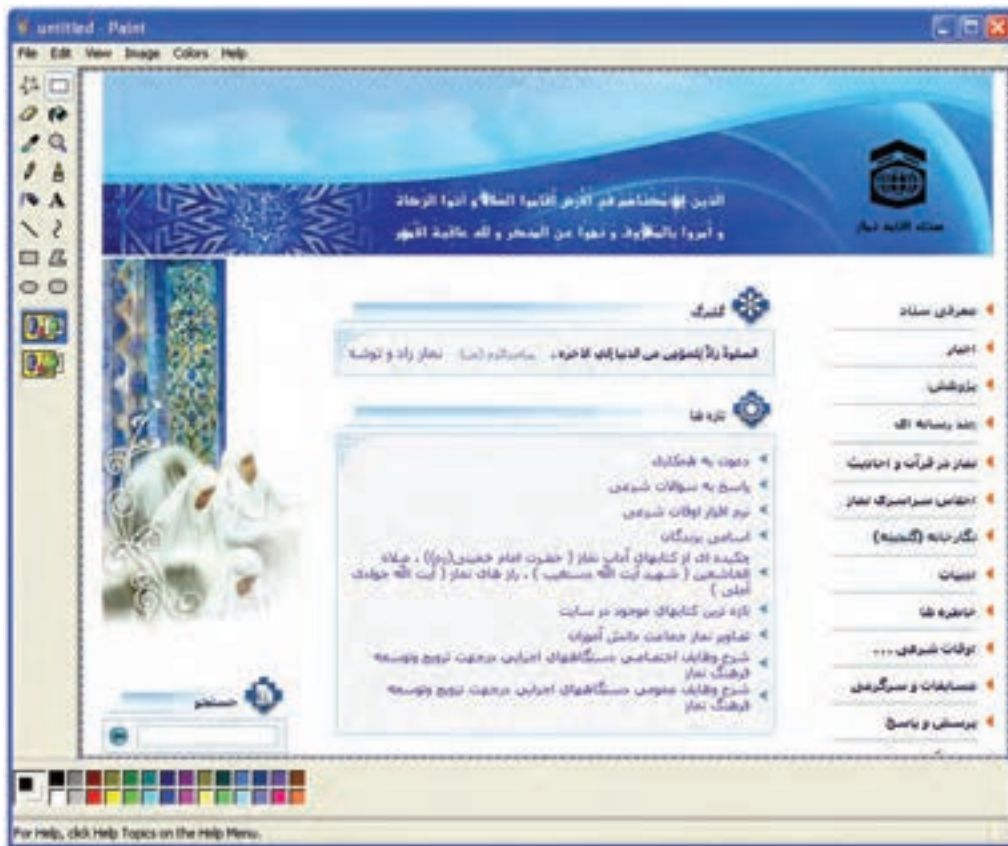 untitled - Paint
File Edit View Image Colors Help
الذین إن مکناهم فی الأرض أقاموا الصلاة و آتوا الزکاة
و أمروا بالمعروف و نهوا عن المنکر و لله عاقبة الأمور
ستاد اقامه نماز
معرفی ستاد
اخبار
پژوهش
چند رسانه ای
نماز در قرآن و احادیث
اجلاس سراسری نماز
نگارخانه (گنجینه)
ادبیات
خاطره ها
اوقات شرعی ...
مسابقات و سرگرمی
پرسش و پاسخ
گلبرگ
نماز زاد و توشه
تازه ها
دعوت به همکاری
پاسخ به سوالات شرعی
نرم افزار اوقات شرعی
اسامی برندگان
چکیده ای از کتابهای آداب نماز ( حضرت امام خمینی(ره)) ، صلاة
الخاشعین ( شهید آیت الله دستغیب ) ، راز های نماز ( آیت الله جوادی
آملی )
تازه ترین کتابهای موجود در سایت
تصاویر نماز جماعت دانش آموزان
شرح وظایف اختصاصی دستگاههای اجرایی درجهت ترویج وتوسعه
فرهنگ نماز
شرح وظایف عمومی دستگاههای اجرایی درجهت ترویج وتوسعه
فرهنگ نماز
جستجو
For Help, click Help Topics on the Help Menu.